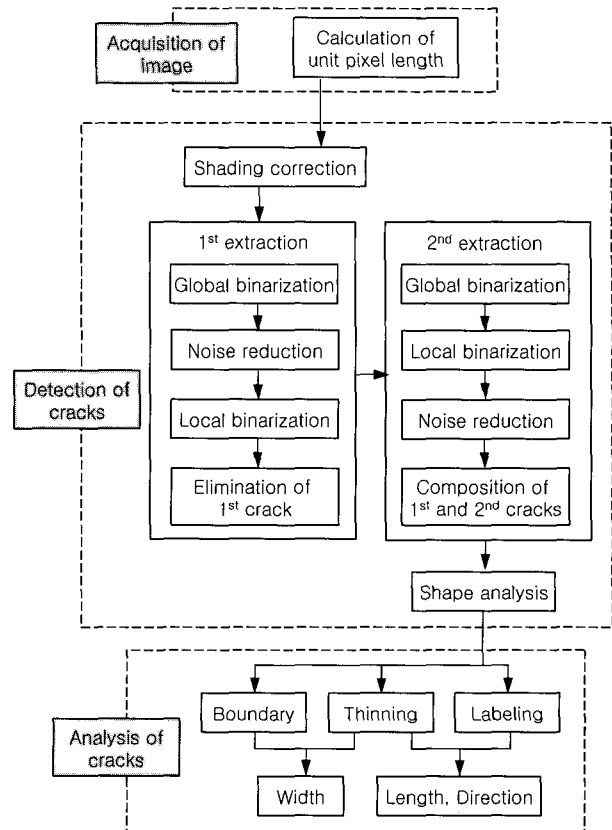 Acquisition of
image
Calculation of
unit pixel length
Shading correction
1st extraction
Global binarization
Noise reduction
Local binarization
Elimination of
1st crack
2nd extraction
Global binarization
Local binarization
Noise reduction
Composition of
1st and 2nd cracks
Detection of
cracks
Shape analysis
Boundary
Thinning
Labeling
Analysis of
cracks
Width
Length, Direction